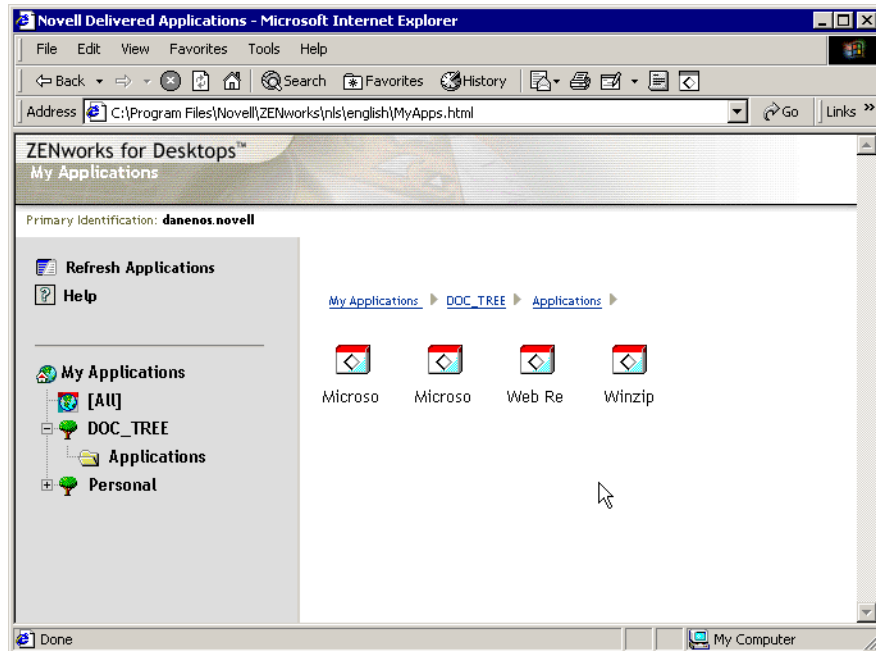 Novell Delivered Applications - Microsoft Internet Explorer
File Edit View Favorites Tools Help
Back Search Favorites History
Address C:\Program Files\Novell\ZENworks\nls\english\MyApps.html Go Links »
ZENworks for Desktops™
My Applications
Primary Identification: danenos.novell
Refresh Applications
Help
My Applications DOC_TREE Applications
Microso Microso Web Re Winzip
My Applications
[All]
DOC_TREE
Applications
Personal
Done My Computer